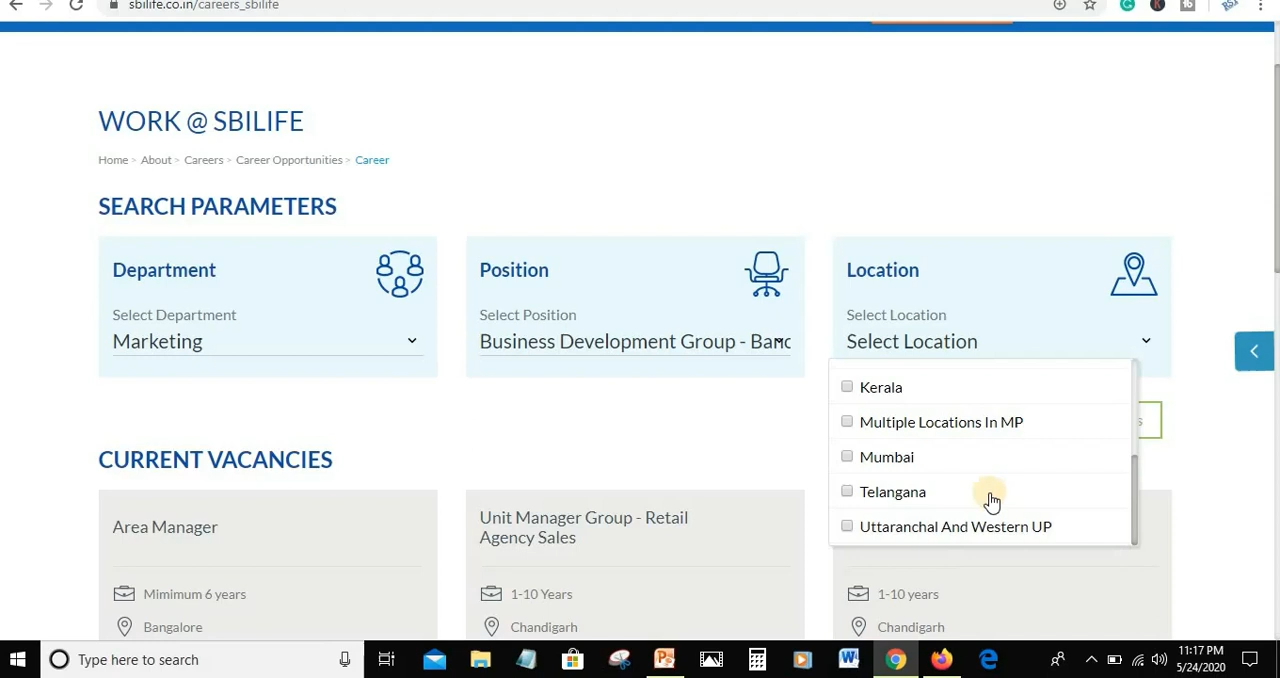 sbilife.co.in/careers_sbilife
WORK @ SBILIFE
Home > About > Careers > Career Opportunities > Career
SEARCH PARAMETERS
Department
Select Department
Marketing
Position
Select Position
Business Development Group - Banc
Location
Select Location
Select Location
Kerala
Multiple Locations In MP
Mumbai
Telangana
Uttaranchal And Western UP
s
CURRENT VACANCIES
Area Manager
Mimimum 6 years
Bangalore
Unit Manager Group - Retail
Agency Sales
1-10 Years
Chandigarh
1-10 years
Chandigarh
Type here to search
11:17 PM
5/24/2020